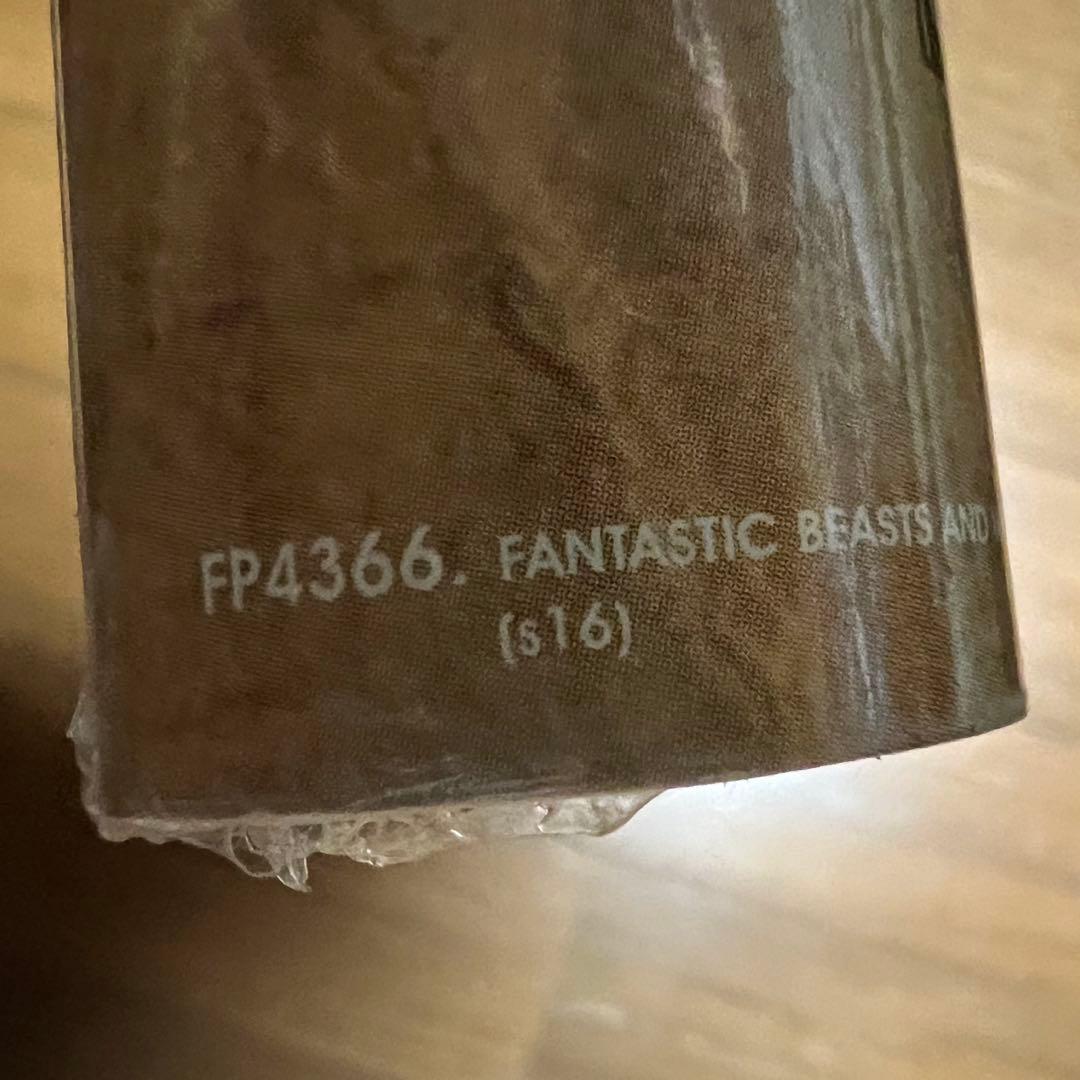 FP4366. FANTASTIC BEASTS AND
(s16)